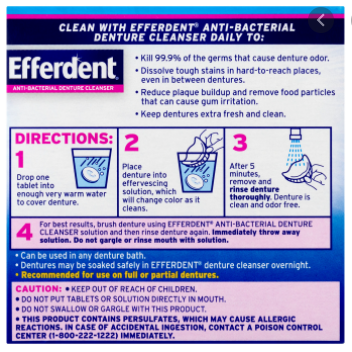 CLEAN WITH EFFERDENT® ANTI-BACTERIAL
DENTURE CLEANSER DAILY TO:
Efferdent®
ANTI-BACTERIAL DENTURE CLEANSER
• Kill 99.9% of the germs that cause denture odor.
• Dissolve tough stains in hard-to-reach places,
even in between dentures.
• Reduce plaque buildup and remove food particles
that can cause gum irritation.
• Keep dentures extra fresh and clean.
DIRECTIONS:
1
Drop one
tablet into
enough very warm water
to cover denture.
2
Place
denture into
effervescing
solution, which
will change color as it
cleans.
3
After 5
minutes,
remove and
rinse denture
thoroughly. Denture is
clean and odor free.
4
For best results, brush denture using EFFERDENT® ANTI-BACTERIAL DENTURE
CLEANSER solution and then rinse denture again. Immediately throw away
solution. Do not gargle or rinse mouth with solution.
• Can be used in any denture bath.
• Dentures may be soaked safely in EFFERDENT® denture cleanser overnight.
• Recommended for use on full or partial dentures.
CAUTION: • KEEP OUT OF REACH OF CHILDREN.
• DO NOT PUT TABLETS OR SOLUTION DIRECTLY IN MOUTH.
• DO NOT SWALLOW OR GARGLE WITH THIS PRODUCT.
• THIS PRODUCT CONTAINS PERSULFATES, WHICH MAY CAUSE ALLERGIC
REACTIONS. IN CASE OF ACCIDENTAL INGESTION, CONTACT A POISON CONTROL
CENTER (1-800-222-1222) IMMEDIATELY.